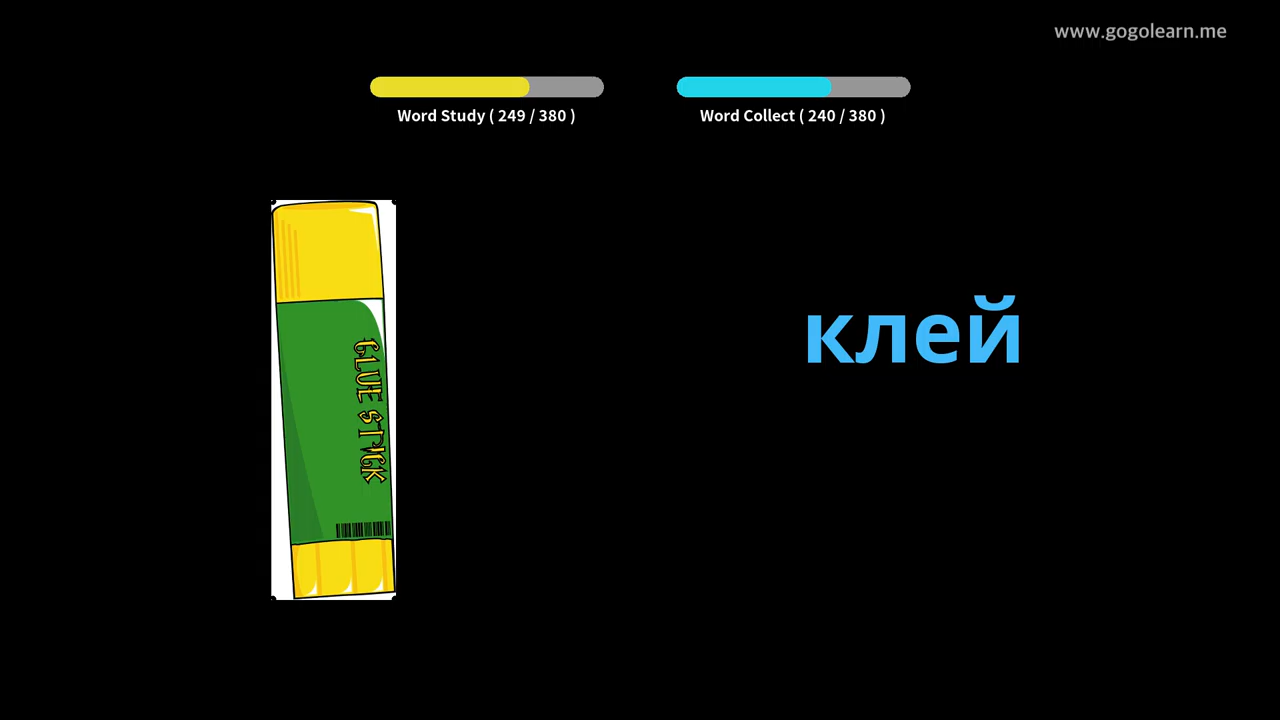 www.gogolearn.me
Word Study ( 249 / 380 )
Word Collect ( 240 / 380 )
GLUE STICK
клей